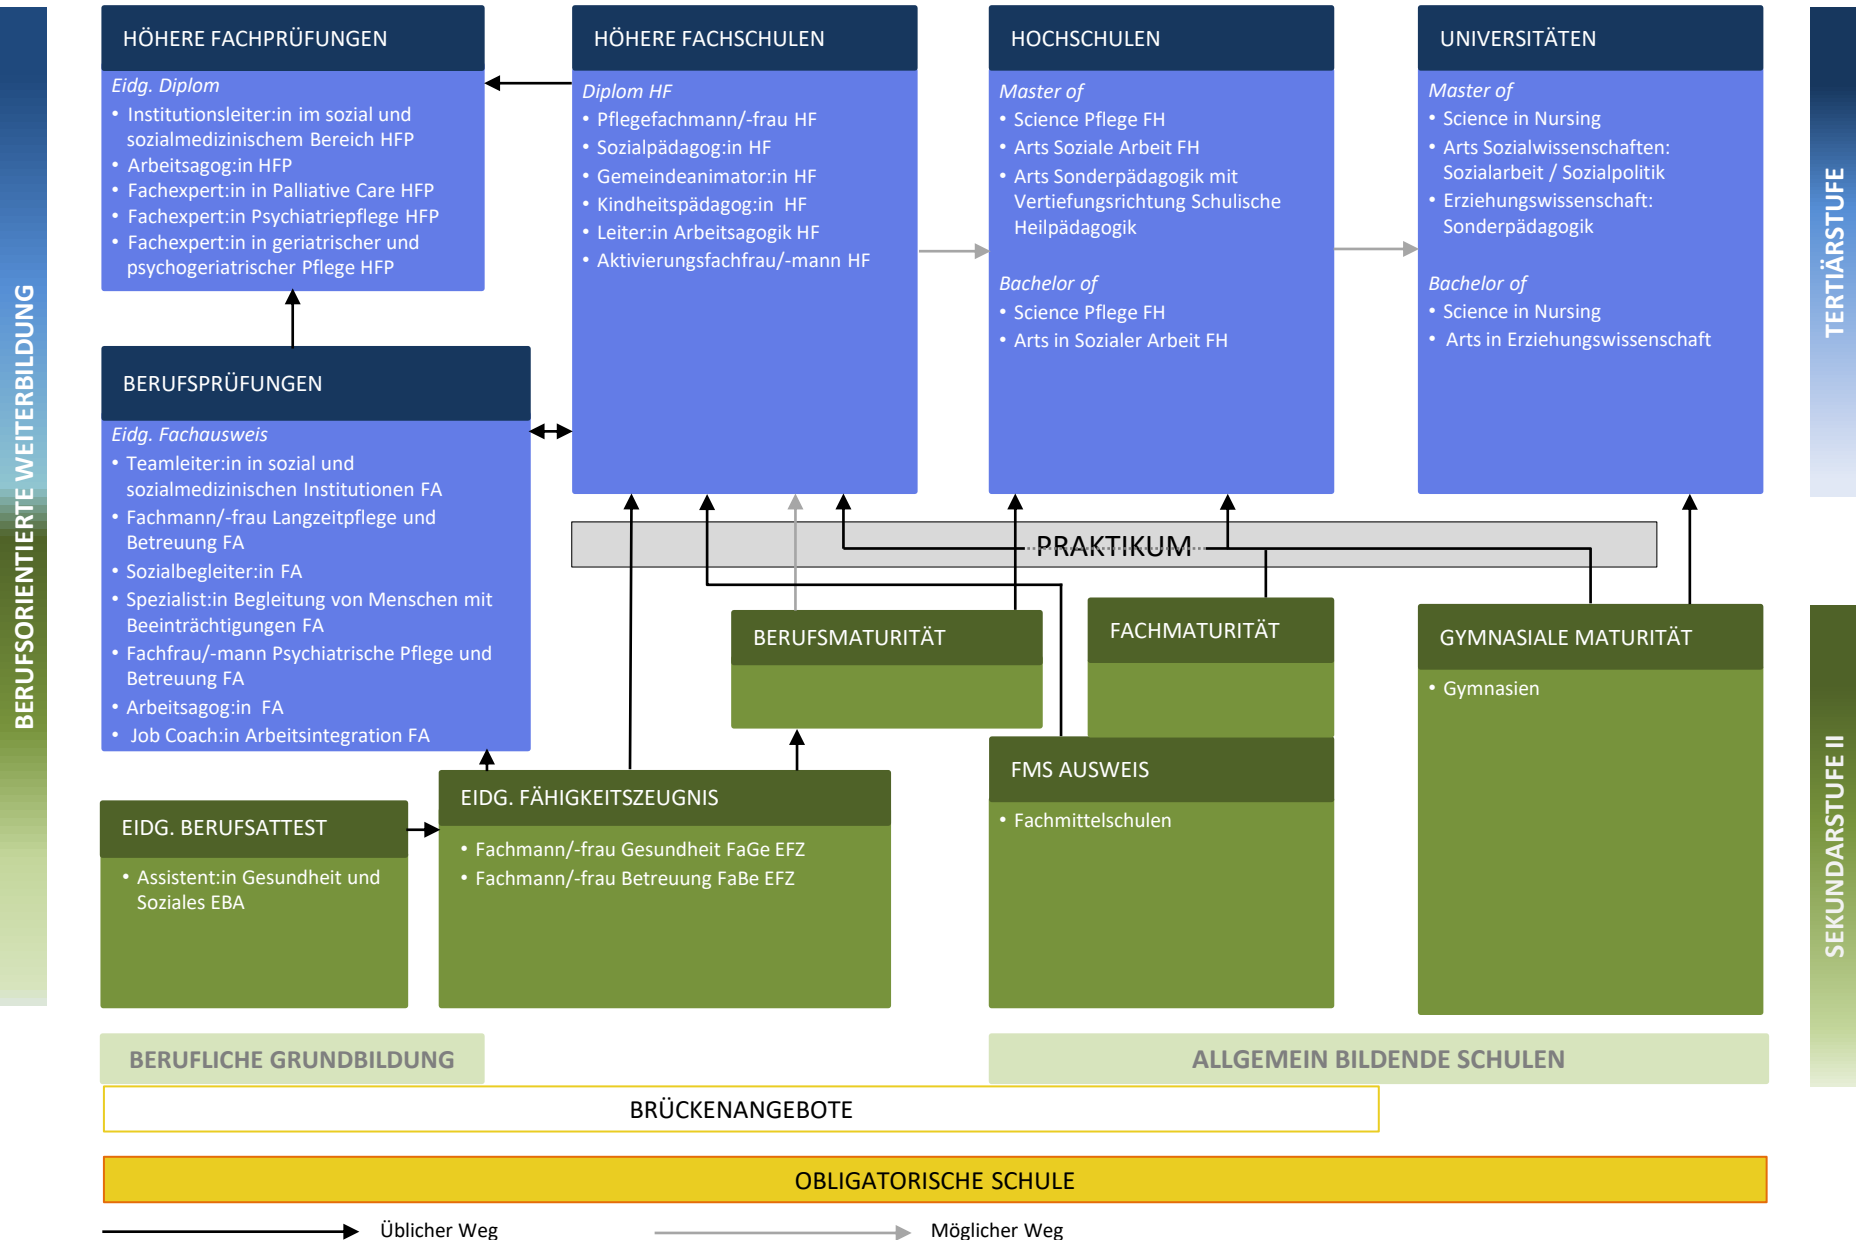 BERUFSORIENTIERTE WEITERBILDUNG
HÖHERE FACHPRÜFUNGEN
Eidg. Diplom
• Institutionsleiter:in im sozial und
sozialmedizinischem Bereich HFP
• Arbeitsagog:in HFP
• Fachexpert:in in Palliative Care HFP
• Fachexpert:in Psychiatriepflege HFP
• Fachexpert:in in geriatrischer und
psychogeriatrischer Pflege HFP
HÖHERE FACHSCHULEN
Diplom HF
• Pflegefachmann/-frau HF
• Sozialpädagog:in HF
• Gemeindeanimator:in HF
• Kindheitspädagog:in HF
• Leiter:in Arbeitsagogik HF
• Aktivierungsfachfrau/-mann HF
HOCHSCHULEN
Master of
• Science Pflege FH
• Arts Soziale Arbeit FH
• Arts Sonderpädagogik mit
Vertiefungsrichtung Schulische
Heilpädagogik
Bachelor of
• Science Pflege FH
• Arts in Sozialer Arbeit FH
UNIVERSITÄTEN
Master of
• Science in Nursing
• Arts Sozialwissenschaften:
Sozialarbeit / Sozialpolitik
• Erziehungswissenschaft:
Sonderpädagogik
Bachelor of
• Science in Nursing
• Arts in Erziehungswissenschaft
TERTIÄRSTUFE
BERUFSPRÜFUNGEN
Eidg. Fachausweis
• Teamleiter:in in sozial und
sozialmedizinischen Institutionen FA
• Fachmann/-frau Langzeitpflege und
Betreuung FA
• Sozialbegleiter:in FA
• Spezialist:in Begleitung von Menschen mit
Beeinträchtigungen FA
• Fachfrau/-mann Psychiatrische Pflege und
Betreuung FA
• Arbeitsagog:in FA
• Job Coach:in Arbeitsintegration FA
PRAKTIKUM
BERUFSMATURITÄT
FACHMATURITÄT
GYMNASIALE MATURITÄT
• Gymnasien
FMS AUSWEIS
• Fachmittelschulen
EIDG. FÄHIGKEITSZEUGNIS
• Fachmann/-frau Gesundheit FaGe EFZ
• Fachmann/-frau Betreuung FaBe EFZ
EIDG. BERUFSATTEST
• Assistent:in Gesundheit und
Soziales EBA
SEKUNDARSTUFE II
BERUFLICHE GRUNDBILDUNG
ALLGEMEIN BILDENDE SCHULEN
BRÜCKENANGEBOTE
OBLIGATORISCHE SCHULE
Üblicher Weg
Möglicher Weg